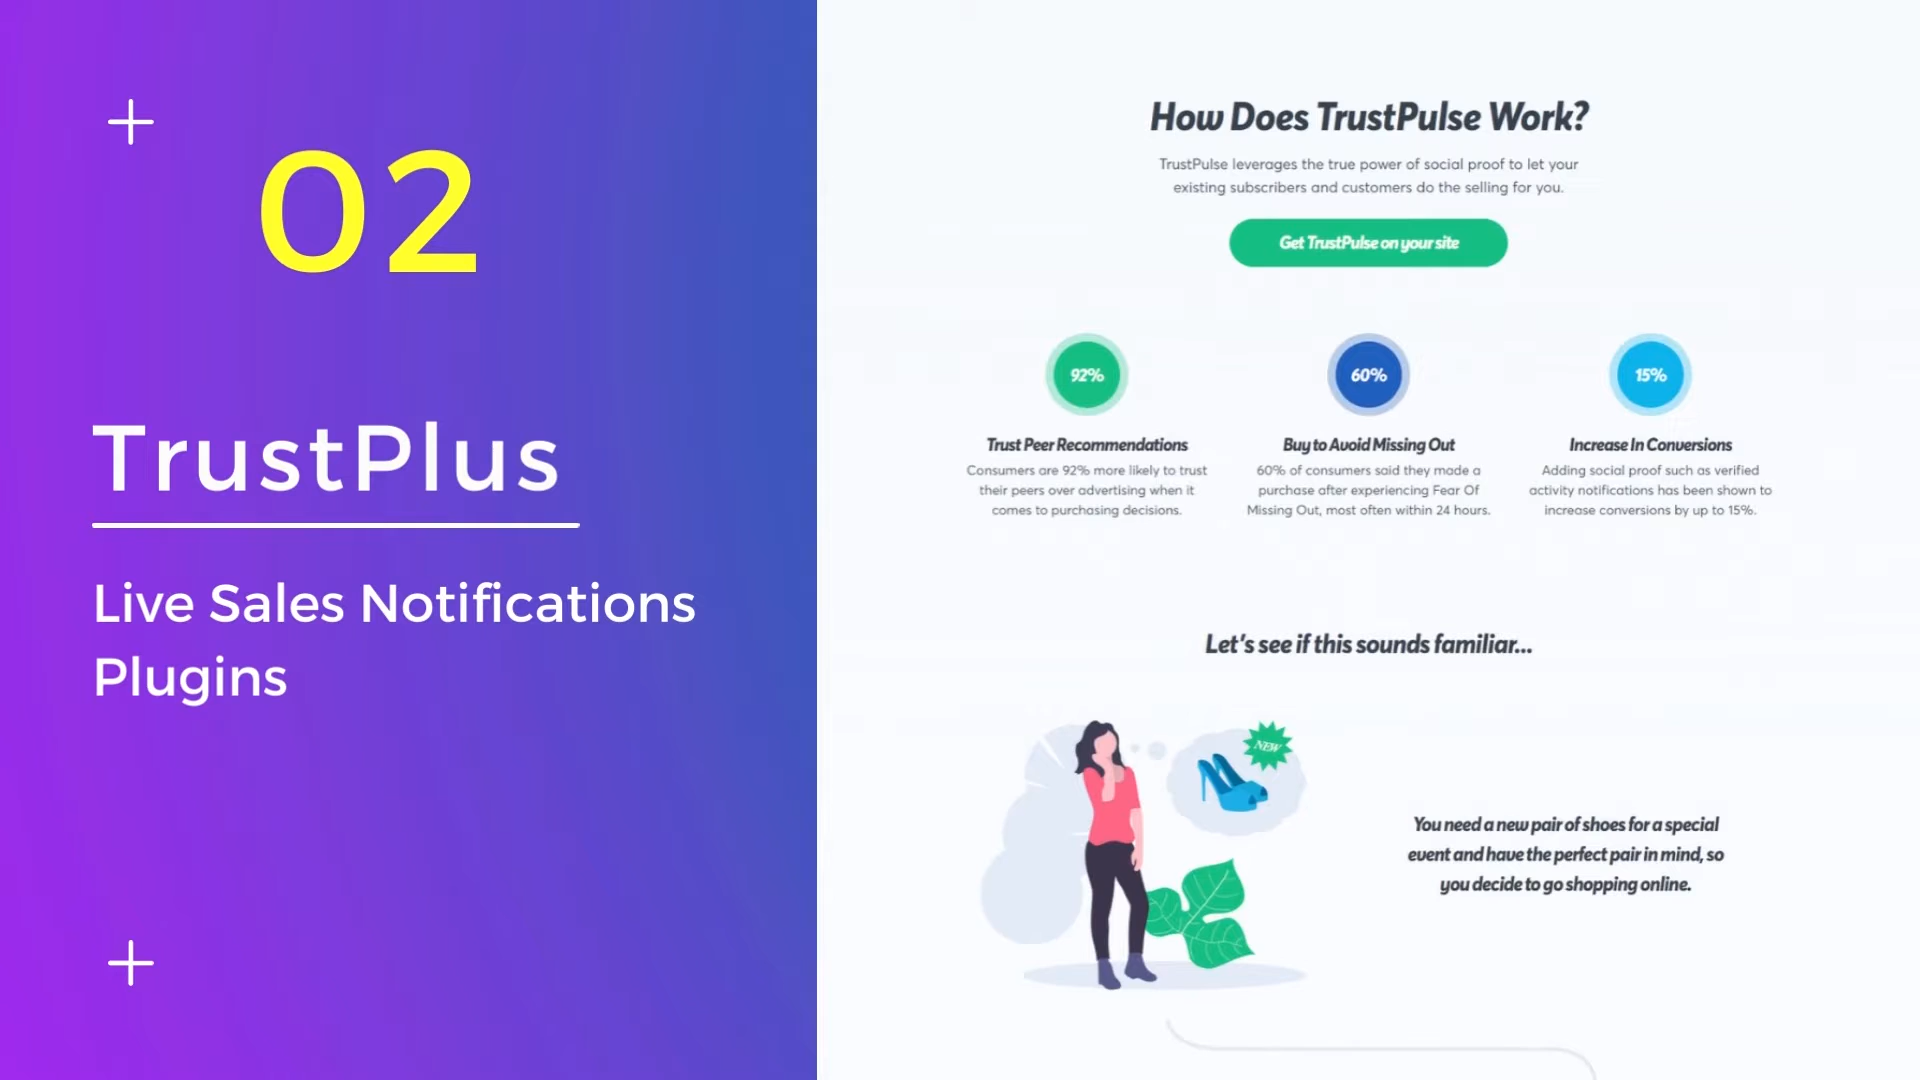 02
TrustPlus
Live Sales Notifications
Plugins
How Does TrustPulse Work?
TrustPulse leverages the true power of social proof to let your
existing subscribers and customers do the selling for you.
Get TrustPulse on your site
92%
60%
15%
Trust Peer Recommendations
Consumers are 92% more likely to trust
their peers over advertising when it
comes to purchasing decisions.
Buy to Avoid Missing Out
60% of consumers said they made a
purchase after experiencing Fear Of
Missing Out, most often within 24 hours.
Increase In Conversions
Adding social proof such as verified
activity notifications has been shown to
increase conversions by up to 15%.
Let's see if this sounds familiar...
NEW
You need a new pair of shoes for a special
event and have the perfect pair in mind, so
you decide to go shopping online.